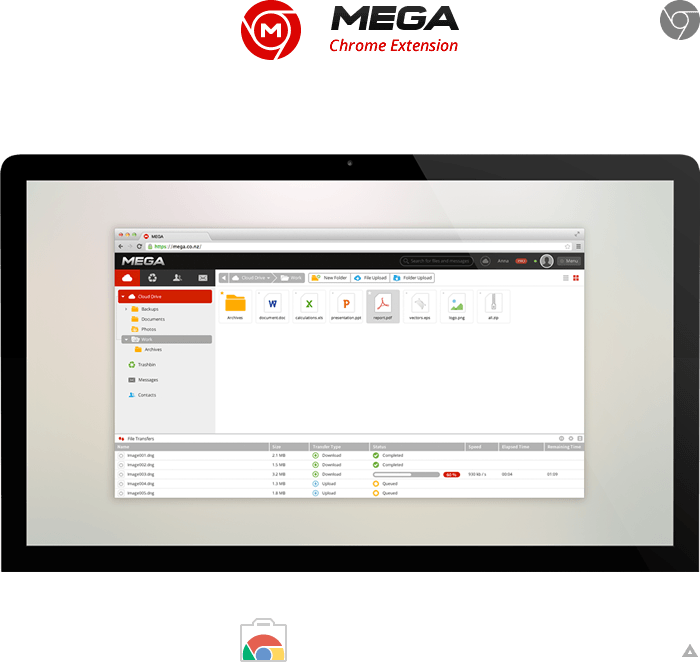 MEGA
Chrome Extension
MEGA
https://mega.co.nz/
MEGA
Search for files and messages
Anna
PRO
Menu
Cloud Drive
Work
New Folder
File Upload
Folder Upload
Cloud Drive
Backups
Documents
Photos
Work
Archives
Trashbin
Messages
Contacts
Archives
document.doc
calculations.xls
presentation.ppt
report.pdf
vectors.eps
logo.png
all.zip
File Transfers
Name Size Transfer Type Status Speed Elapsed Time Remaining Time
Image001.dng 2.1 MB Download Completed
Image002.dng 1.5 MB Download Completed
Image003.dng 3.2 MB Download 60 % 930 kb / s 00:04 01:09
Image004.dng 1.3 MB Upload Queued
Image005.dng 1.8 MB Upload Queued